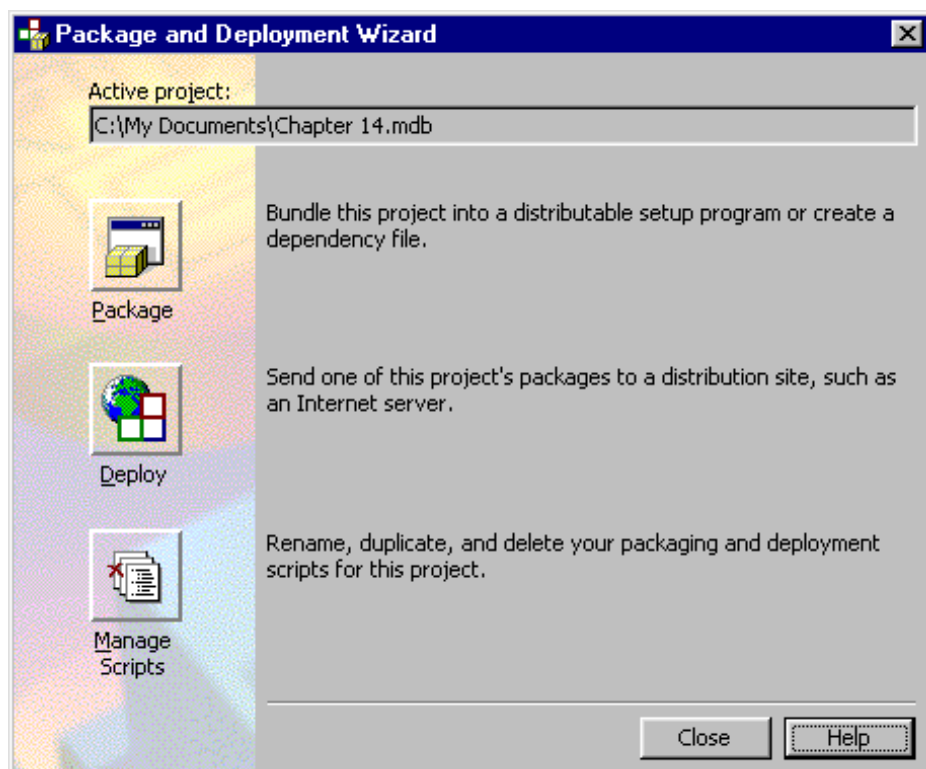 Package and Deployment Wizard
Active project:
C:\My Documents\Chapter 14.mdb
Bundle this project into a distributable setup program or create a
dependency file.
Package
Send one of this project's packages to a distribution site, such as
an Internet server.
Deploy
Rename, duplicate, and delete your packaging and deployment
scripts for this project.
Manage
Scripts
Close
Help